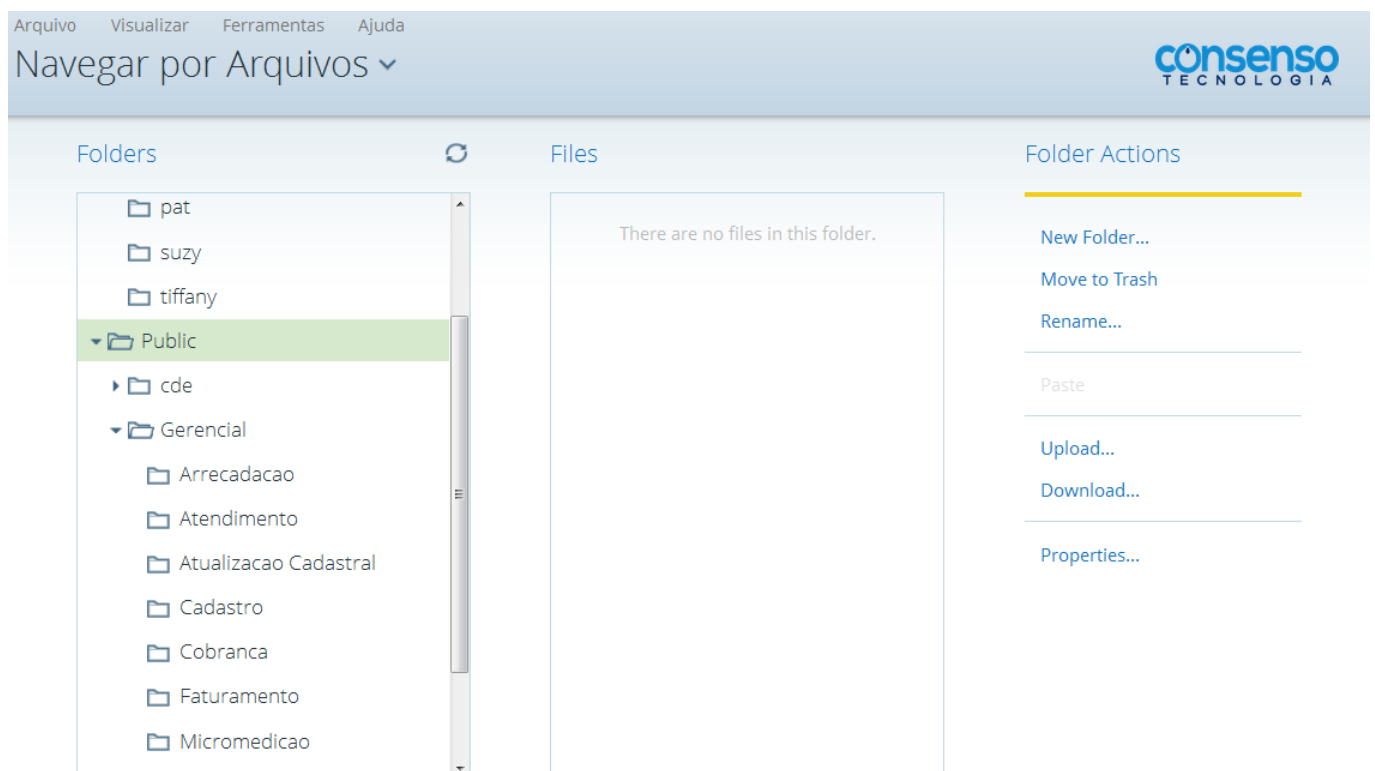 Arquivo Visualizar Ferramentas Ajuda
Navegar por Arquivos
consenso
TECNOLOGIA
Folders
pat
suzy
tiffany
Public
cde
Gerencial
Arrecadacao
Atendimento
Atualizacao Cadastral
Cadastro
Cobranca
Faturamento
Micromedicao
Files
There are no files in this folder.
Folder Actions
New Folder...
Move to Trash
Rename...
Paste
Upload...
Download...
Properties...